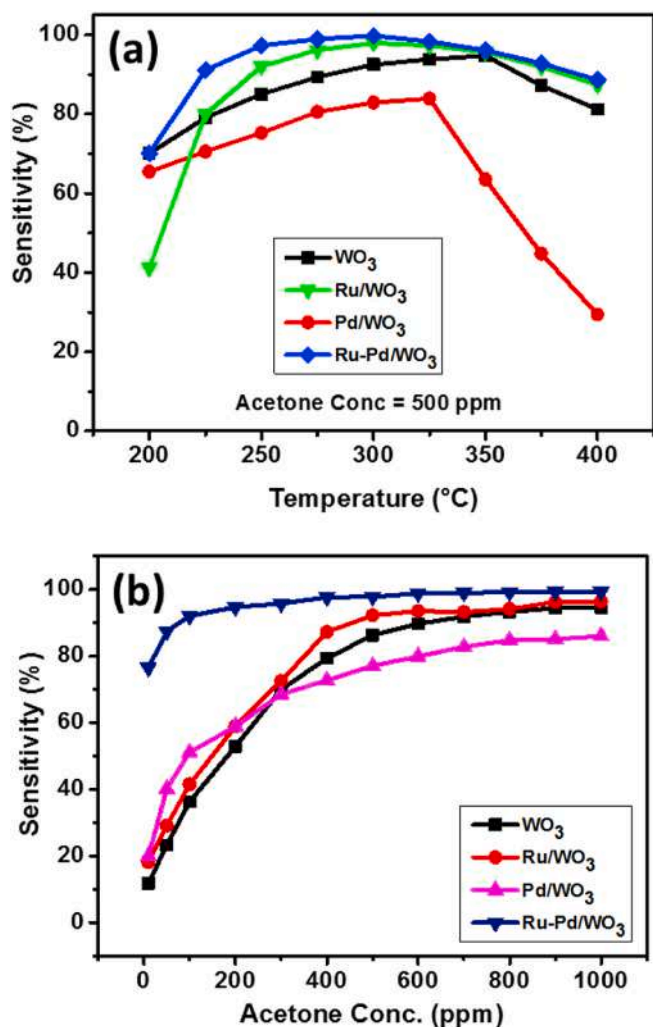 (a)
100
80
60
40
20
0
Sensitivity (%)
WO₃
Ru/WO₃
Pd/WO₃
Ru-Pd/WO₃
Acetone Conc = 500 ppm
200 250 300 350 400
Temperature (°C)
(b)
100
80
60
40
20
0
Sensitivity (%)
WO₃
Ru/WO₃
Pd/WO₃
Ru-Pd/WO₃
0 200 400 600 800 1000
Acetone Conc. (ppm)